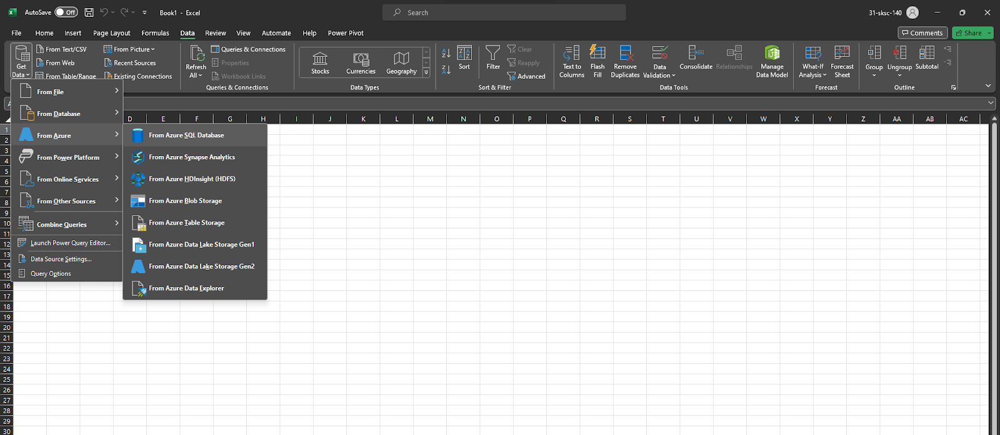 AutoSave Off Book1 - Excel Search 31-sksc-140
File Home Insert Page Layout Formulas Data Review View Automate Help Power Pivot Comments Share
Get Data
From Text/CSV
From Web
From Table/Range
From Picture
Recent Sources
Existing Connections
Refresh All
Queries & Connections
Properties
Workbook Links
Queries & Connections
Stocks
Currencies
Geography
Data Types
Sort
Filter
Clear
Reapply
Advanced
Sort & Filter
Text to Columns
Flash Fill
Remove Duplicates
Data Validation
Consolidate
Relationships
Manage Data Model
Data Tools
What-If Analysis
Forecast Sheet
Forecast
Group
Ungroup
Subtotal
Outline
From File
From Database
From Azure
From Power Platform
From Online Services
From Other Sources
Combine Queries
Launch Power Query Editor...
Data Source Settings...
Query Options
From Azure SQL Database
From Azure Synapse Analytics
From Azure HDInsight (HDFS)
From Azure Blob Storage
From Azure Table Storage
From Azure Data Lake Storage Gen1
From Azure Data Lake Storage Gen2
From Azure Data Explorer
D E F G H I J K L M N O P Q R S T U V W X Y Z AA AB AC
1
2
3
4
5
6
7
8
9
10
11
12
13
14
15
16
17
18
19
20
21
22
23
24
25
26
27
28
29
30